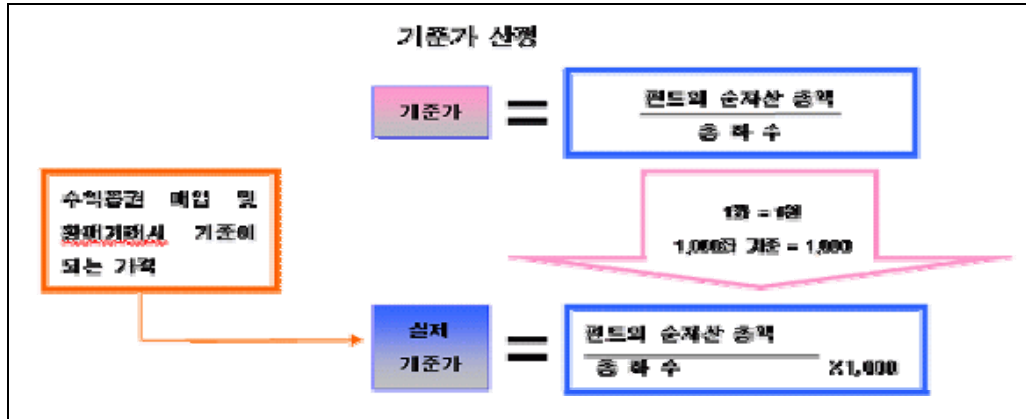 기준가 산정
기준가
=
펀드의 순자산 총액
총 좌 수
수익증권 매입 및
환매거래시 기준이
되는 가격
1좌 = 1원
1,000좌 기준 = 1,000
실제
기준가
=
펀드의 순자산 총액
총 좌 수 X1,000